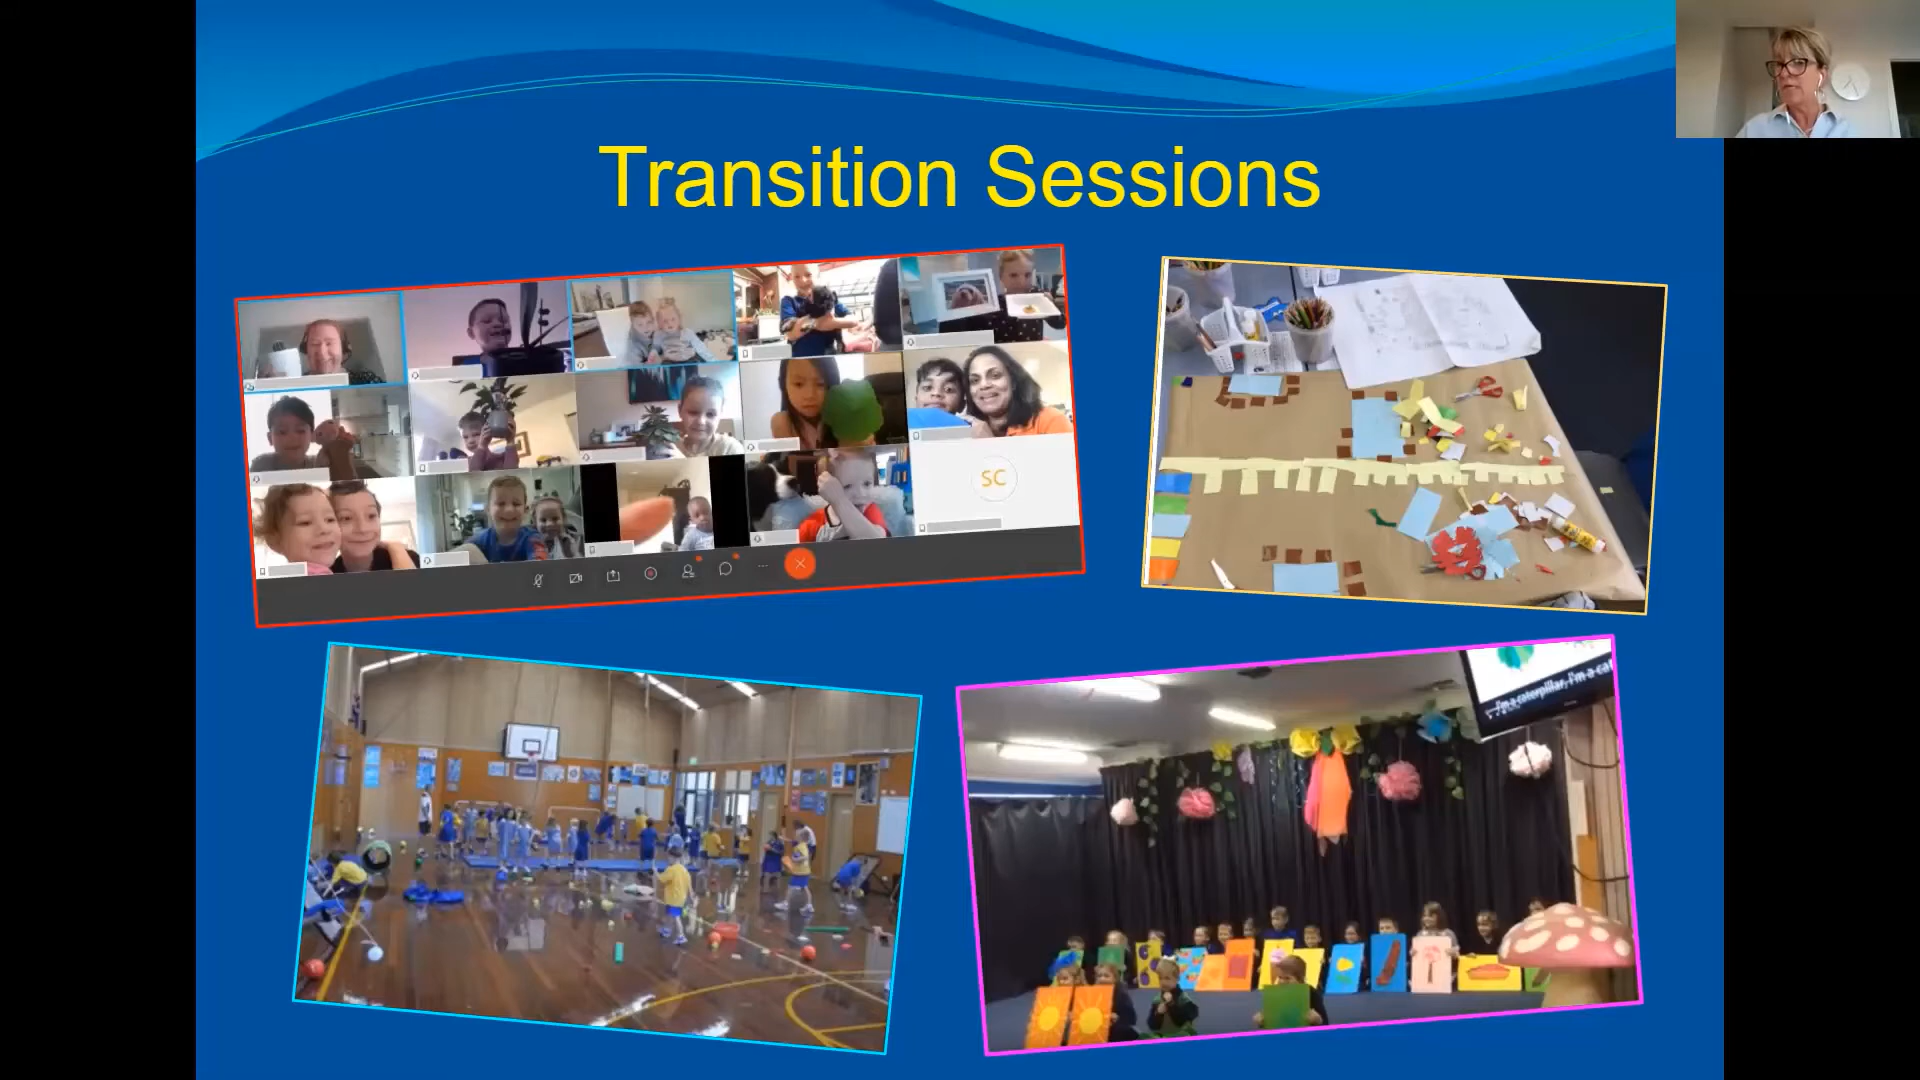 Transition Sessions
SC
I'm a caterpillar, I'm a cat